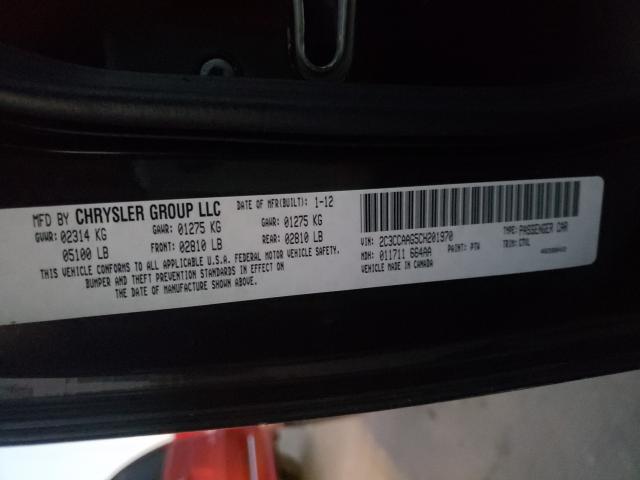 MFD BY CHRYSLER GROUP LLC DATE OF MFR(BUILT): 1-12
GVWR: 02314 KG GAWR: 01275 KG GAWR: 01275 KG
05100 LB FRONT: 02810 LB REAR: 02810 LB
THIS VEHICLE CONFORMS TO ALL APPLICABLE U.S.A. FEDERAL MOTOR VEHICLE SAFETY,
BUMPER AND THEFT PREVENTION STANDARDS IN EFFECT ON
THE DATE OF MANUFACTURE SHOWN ABOVE.
VIN: 2C3CCAAG5CH201970 TYPE: PASSENGER CAR
MDH: 011711 664AA PAINT: PTW TRIM: CTVL
VEHICLE MADE IN CANADA